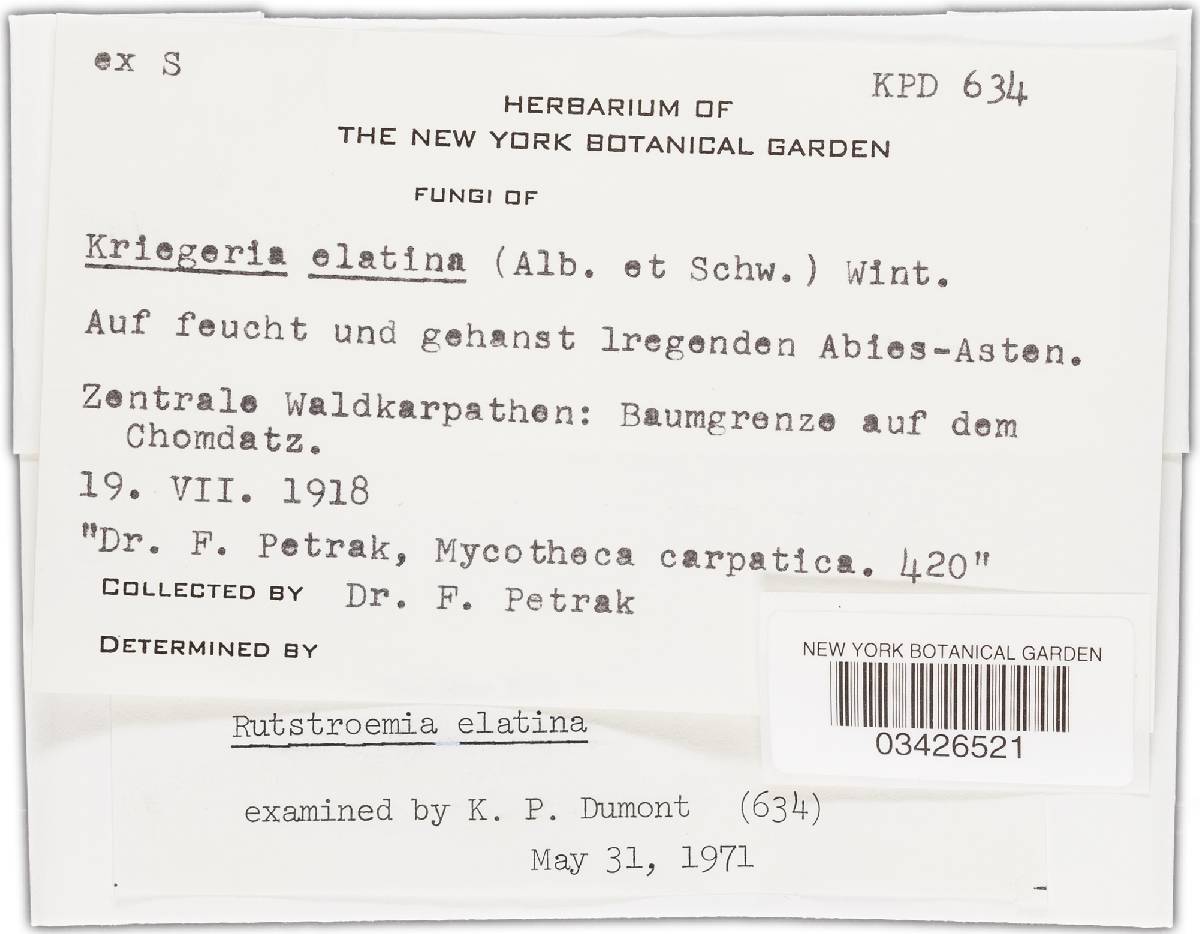 ex S
KPD 634
HERBARIUM OF
THE NEW YORK BOTANICAL GARDEN
FUNGI OF
Kriegeria elatina (Alb. et Schw.) Wint.
Auf feucht und gehanst lregenden Abies-Asten.
Zentrale Waldkarpathen: Baumgrenze auf dem
Chomdatz.
19. VII. 1918
"Dr. F. Petrak, Mycotheca carpatica. 420"
COLLECTED BY Dr. F. Petrak
DETERMINED BY
NEW YORK BOTANICAL GARDEN
03426521
Rutstroemia elatina
examined by K. P. Dumont (634)
May 31, 1971